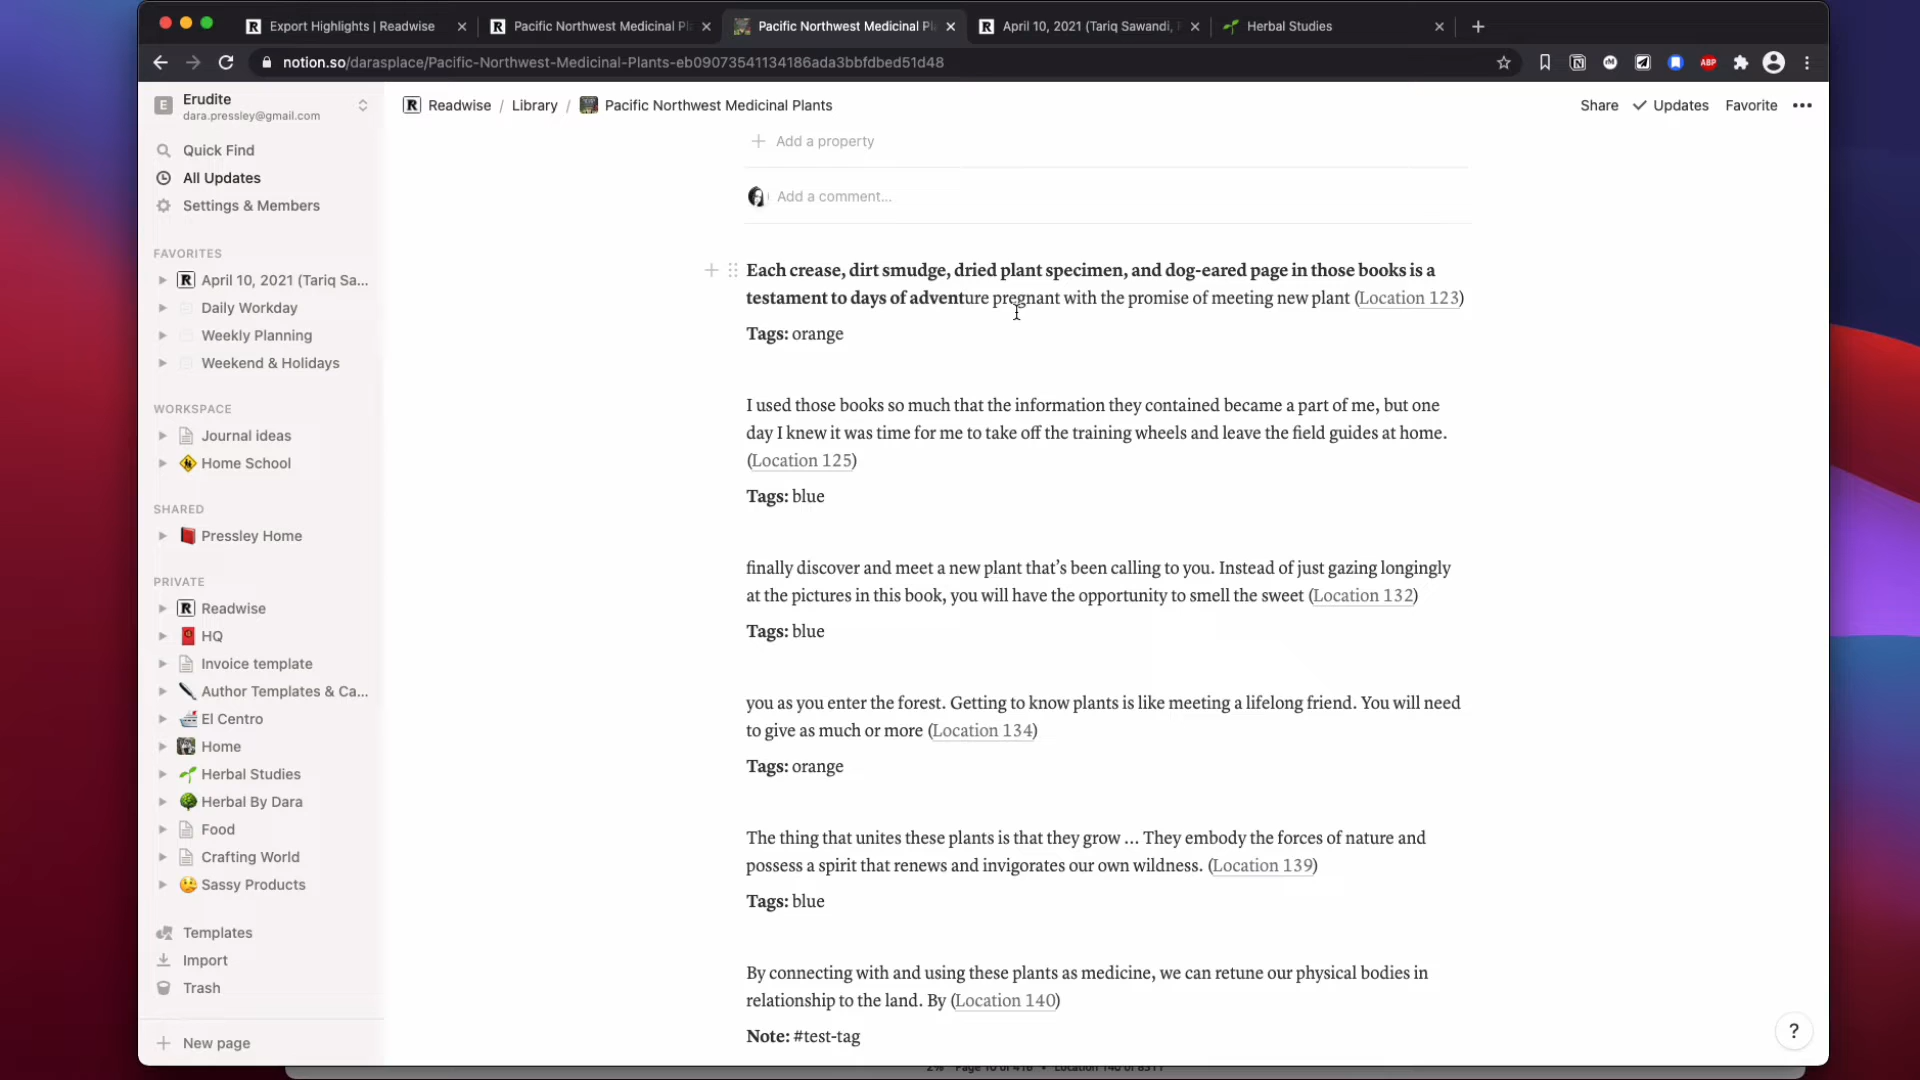 Export Highlights | Readwise
Pacific Northwest Medicinal Pl
Pacific Northwest Medicinal Pl
April 10, 2021 (Tariq Sawandi,
Herbal Studies
notion.so/darasplace/Pacific-Northwest-Medicinal-Plants-eb09073541134186ada3bbfdbed51d48
ABP
E
Erudite
dara.pressley@gmail.com
Readwise / Library / Pacific Northwest Medicinal Plants
Share
Updates
Favorite
Quick Find
All Updates
Settings & Members
FAVORITES
April 10, 2021 (Tariq Sa...
Daily Workday
Weekly Planning
Weekend & Holidays
WORKSPACE
Journal ideas
Home School
SHARED
Pressley Home
PRIVATE
Readwise
HQ
Invoice template
Author Templates & Ca...
El Centro
Home
Herbal Studies
Herbal By Dara
Food
Crafting World
Sassy Products
Templates
Import
Trash
New page
Add a property
Add a comment...
Each crease, dirt smudge, dried plant specimen, and dog-eared page in those books is a
testament to days of adventure pregnant with the promise of meeting new plant (Location 123)
Tags: orange
I used those books so much that the information they contained became a part of me, but one
day I knew it was time for me to take off the training wheels and leave the field guides at home.
(Location 125)
Tags: blue
finally discover and meet a new plant that's been calling to you. Instead of just gazing longingly
at the pictures in this book, you will have the opportunity to smell the sweet (Location 132)
Tags: blue
you as you enter the forest. Getting to know plants is like meeting a lifelong friend. You will need
to give as much or more (Location 134)
Tags: orange
The thing that unites these plants is that they grow ... They embody the forces of nature and
possess a spirit that renews and invigorates our own wildness. (Location 139)
Tags: blue
By connecting with and using these plants as medicine, we can retune our physical bodies in
relationship to the land. By (Location 140)
Note: #test-tag
?